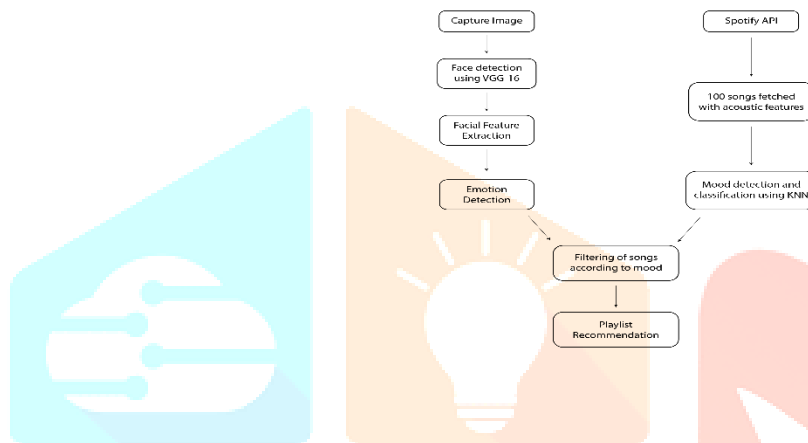 Capture Image
Spotify API
Face detection
using VGG-16
100 songs fetched
with acoustic features
Facial Feature
Extraction
Emotion
Detection
Mood detection and
classification using KNN
Filtering of songs
according to mood
Playlist
Recommendation